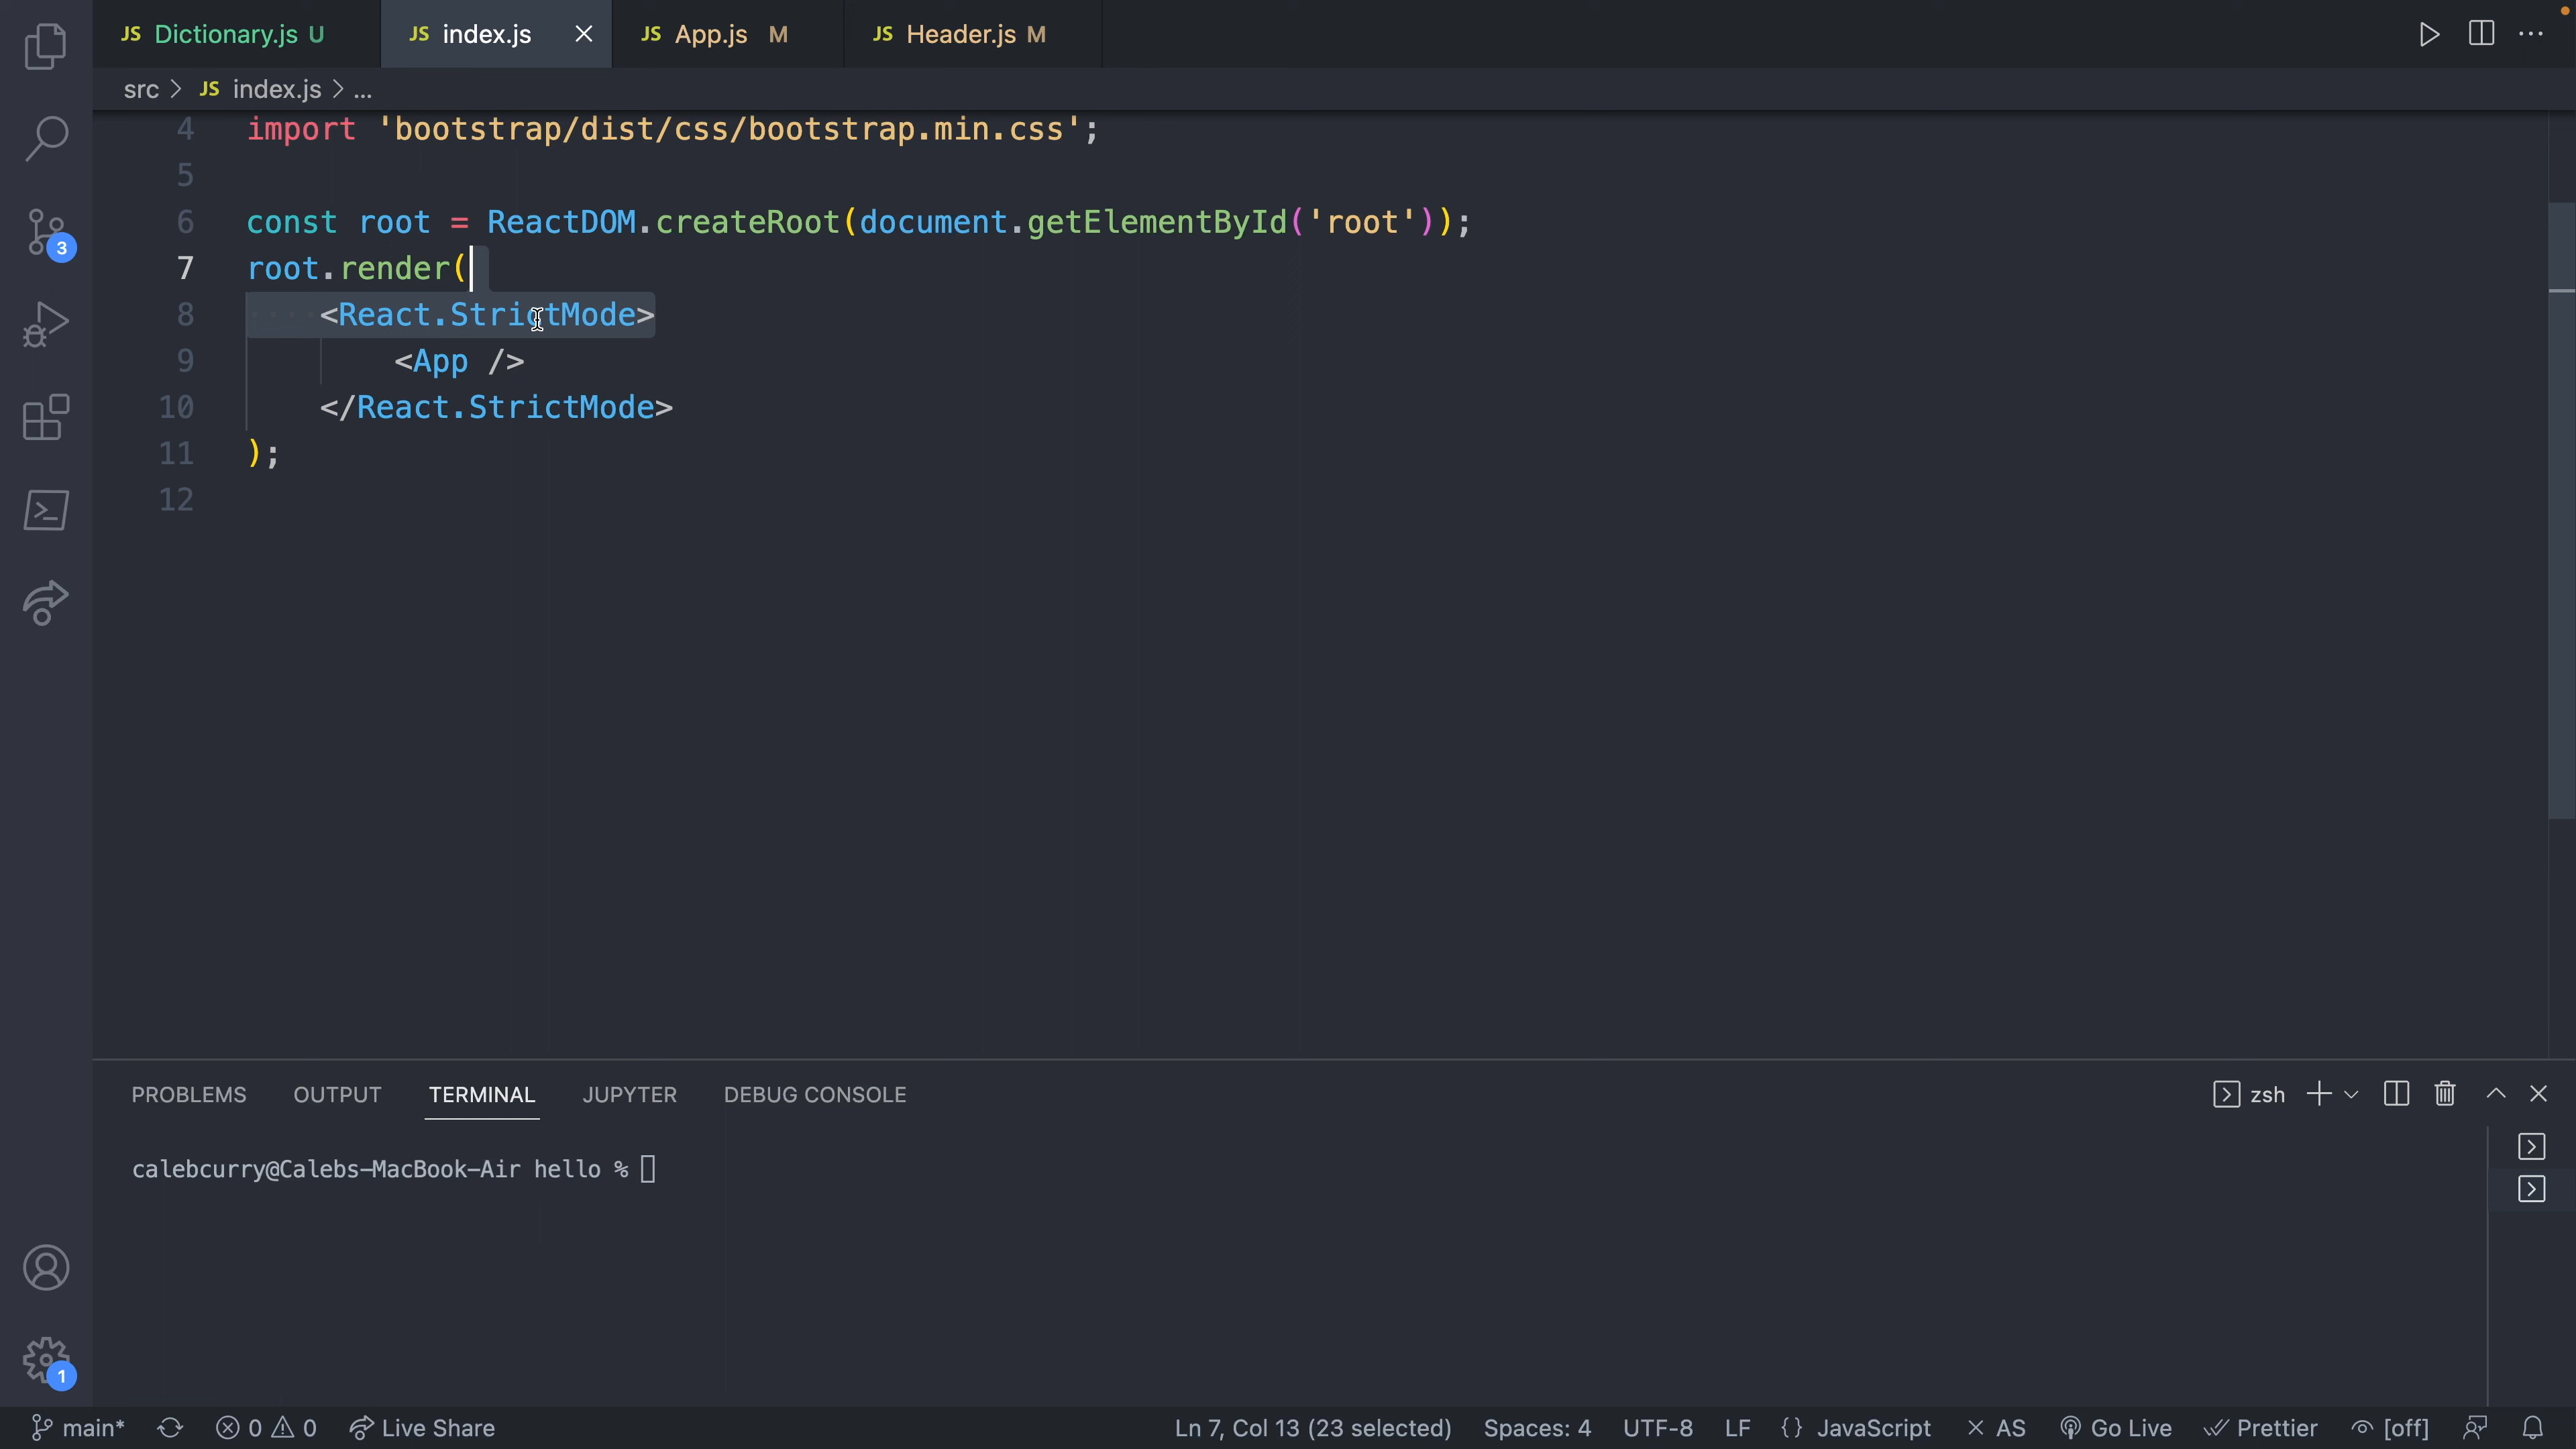 JS Dictionary.js U JS index.js JS App.js M JS Header.js M
src > JS index.js > ...
4 import 'bootstrap/dist/css/bootstrap.min.css';
5
6 const root = ReactDOM.createRoot(document.getElementById('root'));
7 root.render(
8 <React.StrictMode>
9 <App />
10 </React.StrictMode>
11 );
12
3
PROBLEMS OUTPUT TERMINAL JUPYTER DEBUG CONSOLE zsh
calebcurry@Calebs-MacBook-Air hello %
1
main* 0 0 Live Share Ln 7, Col 13 (23 selected) Spaces: 4 UTF-8 LF {} JavaScript AS Go Live Prettier [off]